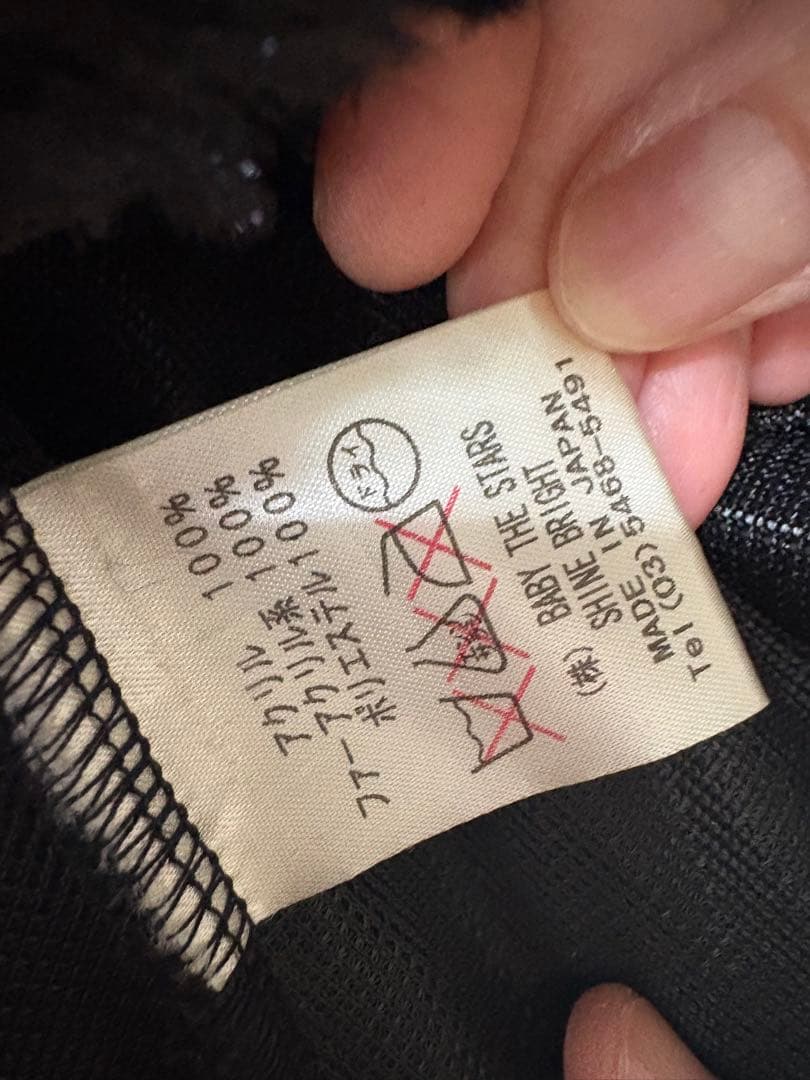 アクリル 100%
ファー アクリル系 100%
ポリエステル 100%
ドライ
(株) BABY THE STARS
SHINE BRIGHT
MADE IN JAPAN
Tel (03) 5468-5491